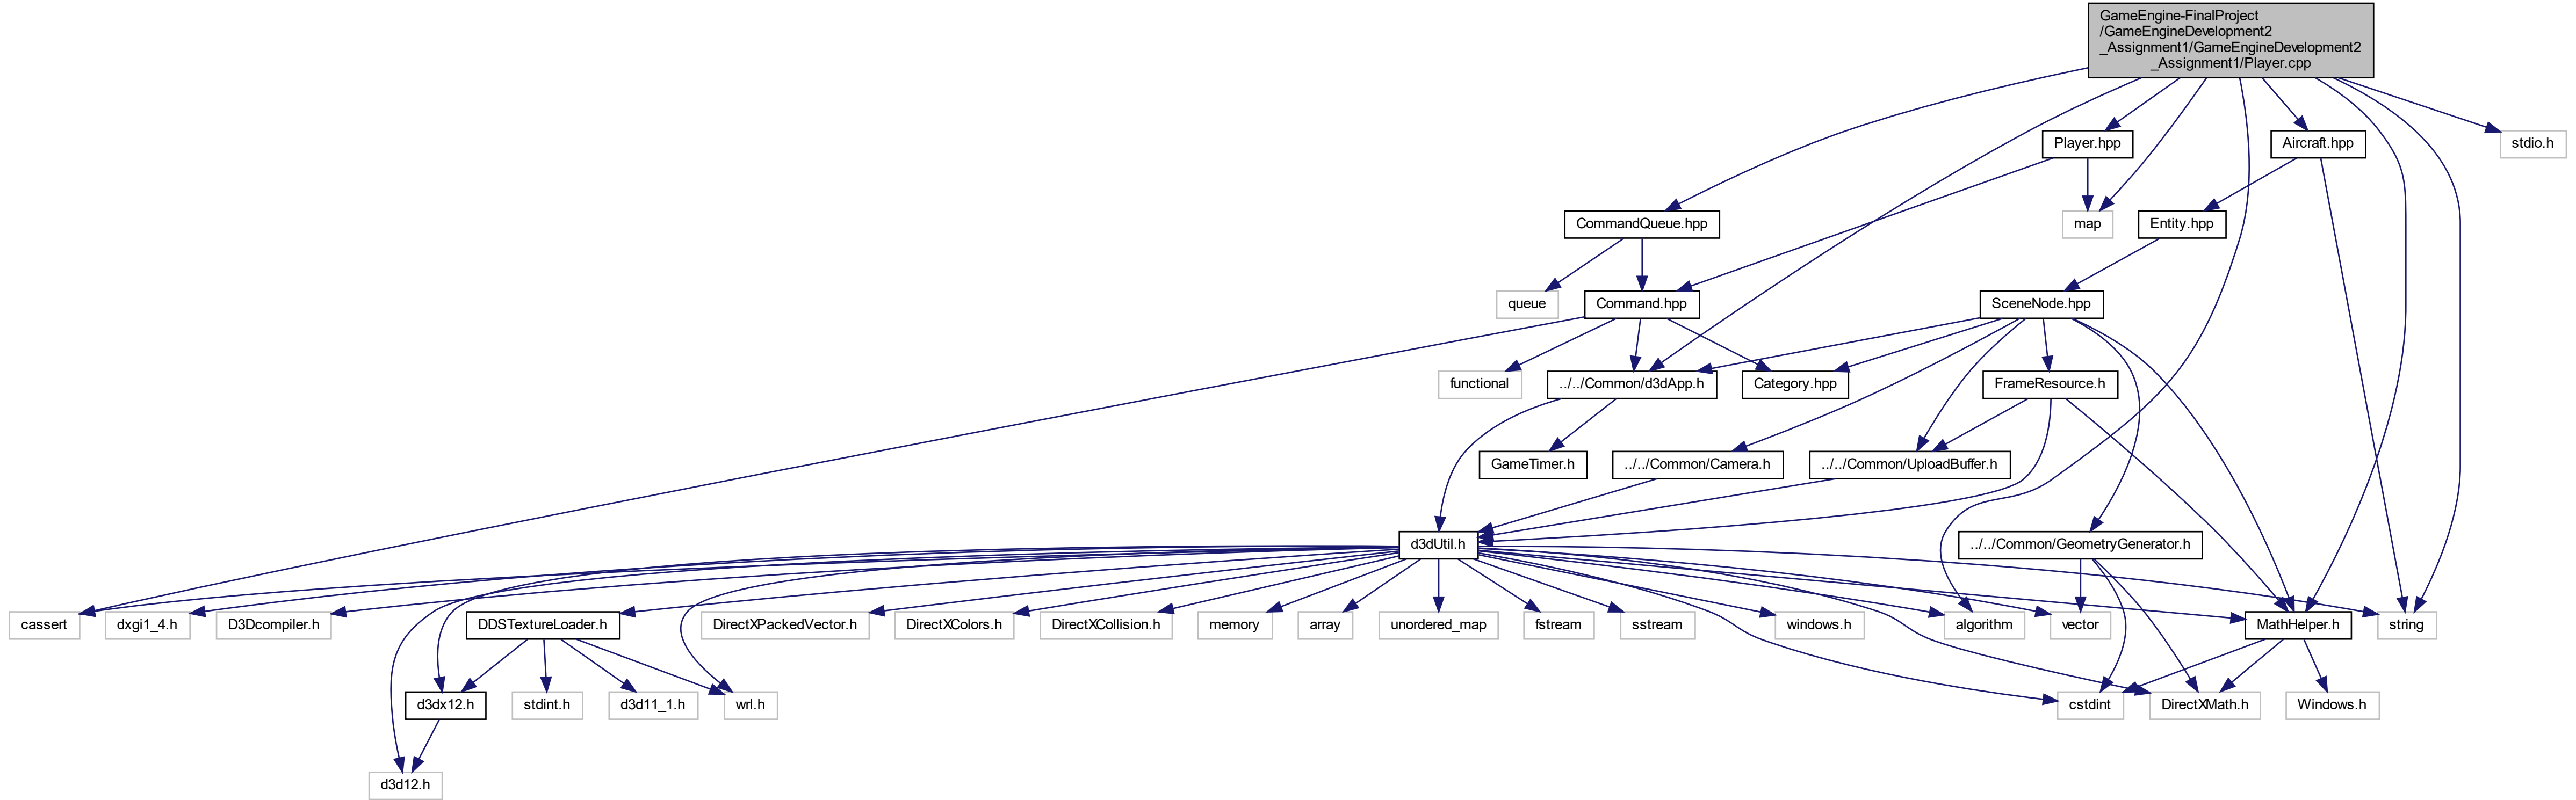 GameEngine-FinalProject
/GameEngineDevelopment2
_Assignment1/GameEngineDevelopment2
_Assignment1/Player.cpp
Player.hpp
Aircraft.hpp
stdio.h
CommandQueue.hpp
map
Entity.hpp
queue
Command.hpp
SceneNode.hpp
functional
../../Common/d3dApp.h
Category.hpp
FrameResource.h
GameTimer.h
../../Common/Camera.h
../../Common/UploadBuffer.h
d3dUtil.h
../../Common/GeometryGenerator.h
cassert
dxgi1_4.h
D3Dcompiler.h
DDSTextureLoader.h
DirectXPackedVector.h
DirectXColors.h
DirectXCollision.h
memory
array
unordered_map
fstream
sstream
windows.h
algorithm
vector
MathHelper.h
string
d3dx12.h
stdint.h
d3d11_1.h
wrl.h
cstdint
DirectXMath.h
Windows.h
d3d12.h